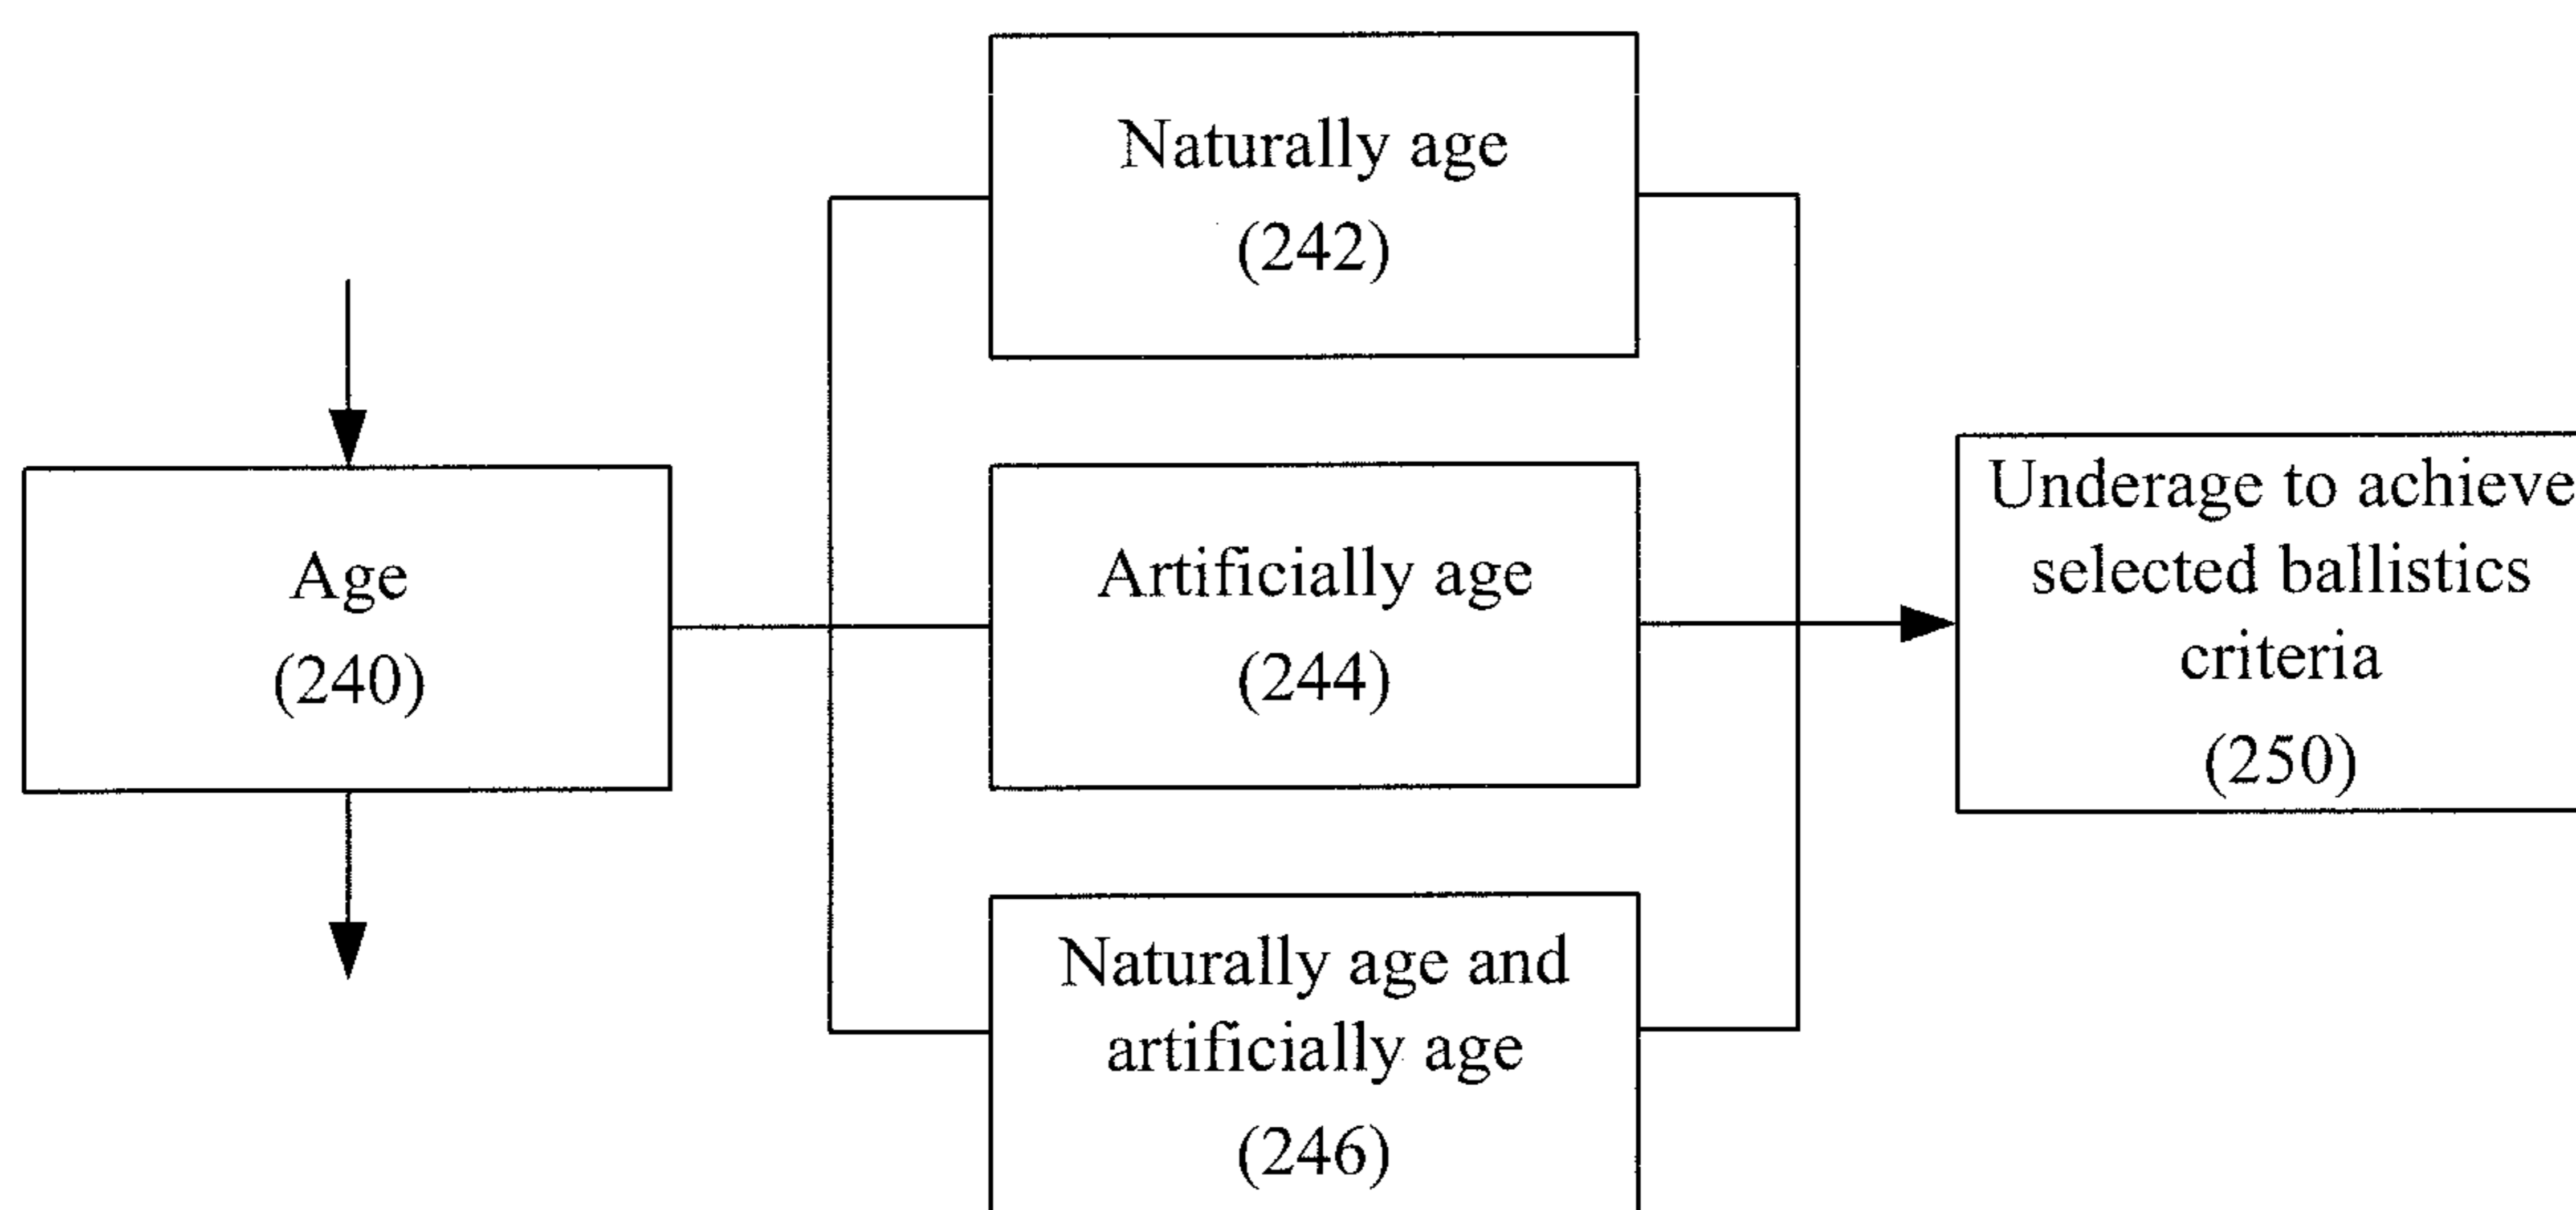 Naturally age
(242)
Age
(240)
Artificially age
(244)
Underage to achieve
selected ballistics
criteria
(250)
Naturally age and
artificially age
(246)